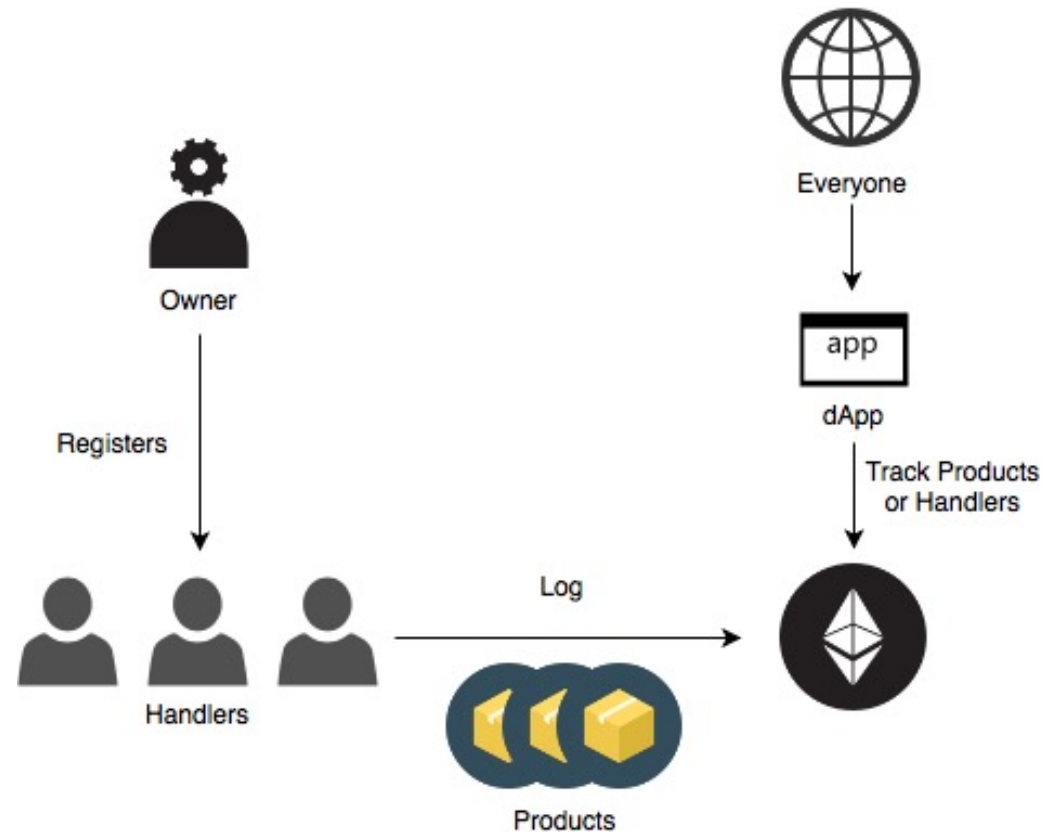 Everyone
Owner
app
dApp
Registers
Track Products
or Handlers
Log
Handlers
Products